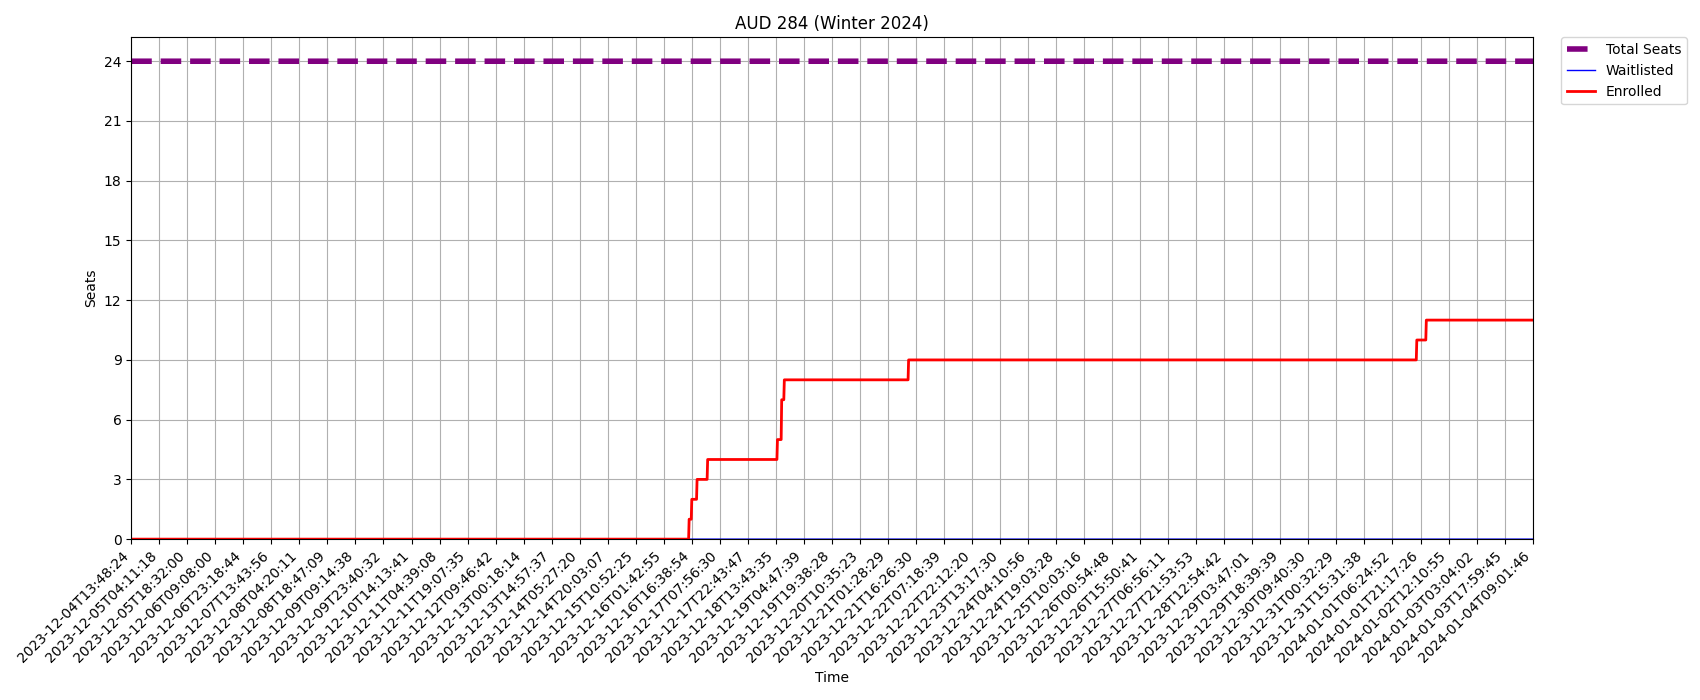 AUD 284 (Winter 2024)
Total Seats
Waitlisted
Enrolled
24
21
18
15
12
9
6
3
0
Seats
2023-12-04T13:48:24
2023-12-05T04:11:18
2023-12-05T18:32:00
2023-12-06T09:08:00
2023-12-06T23:18:44
2023-12-07T13:43:56
2023-12-08T04:20:11
2023-12-08T18:47:09
2023-12-09T09:14:38
2023-12-09T23:40:32
2023-12-10T14:13:41
2023-12-11T04:39:08
2023-12-11T19:07:35
2023-12-12T09:46:42
2023-12-13T00:18:14
2023-12-13T14:57:37
2023-12-14T05:27:20
2023-12-14T20:03:07
2023-12-15T10:52:25
2023-12-16T01:42:55
2023-12-16T16:38:54
2023-12-17T07:56:30
2023-12-17T22:43:47
2023-12-18T13:43:35
2023-12-19T04:47:39
2023-12-19T19:38:28
2023-12-20T10:35:23
2023-12-21T01:28:29
2023-12-21T16:26:30
2023-12-22T07:18:39
2023-12-22T22:12:20
2023-12-23T13:17:30
2023-12-24T04:10:56
2023-12-24T19:03:28
2023-12-25T10:03:16
2023-12-26T00:54:48
2023-12-26T15:50:41
2023-12-27T06:56:11
2023-12-27T21:53:53
2023-12-28T12:54:42
2023-12-29T03:47:01
2023-12-29T18:39:39
2023-12-30T09:40:30
2023-12-31T00:32:29
2023-12-31T15:31:38
2024-01-01T06:24:52
2024-01-01T21:17:26
2024-01-02T12:10:55
2024-01-03T03:04:02
2024-01-03T17:59:45
2024-01-04T09:01:46
Time